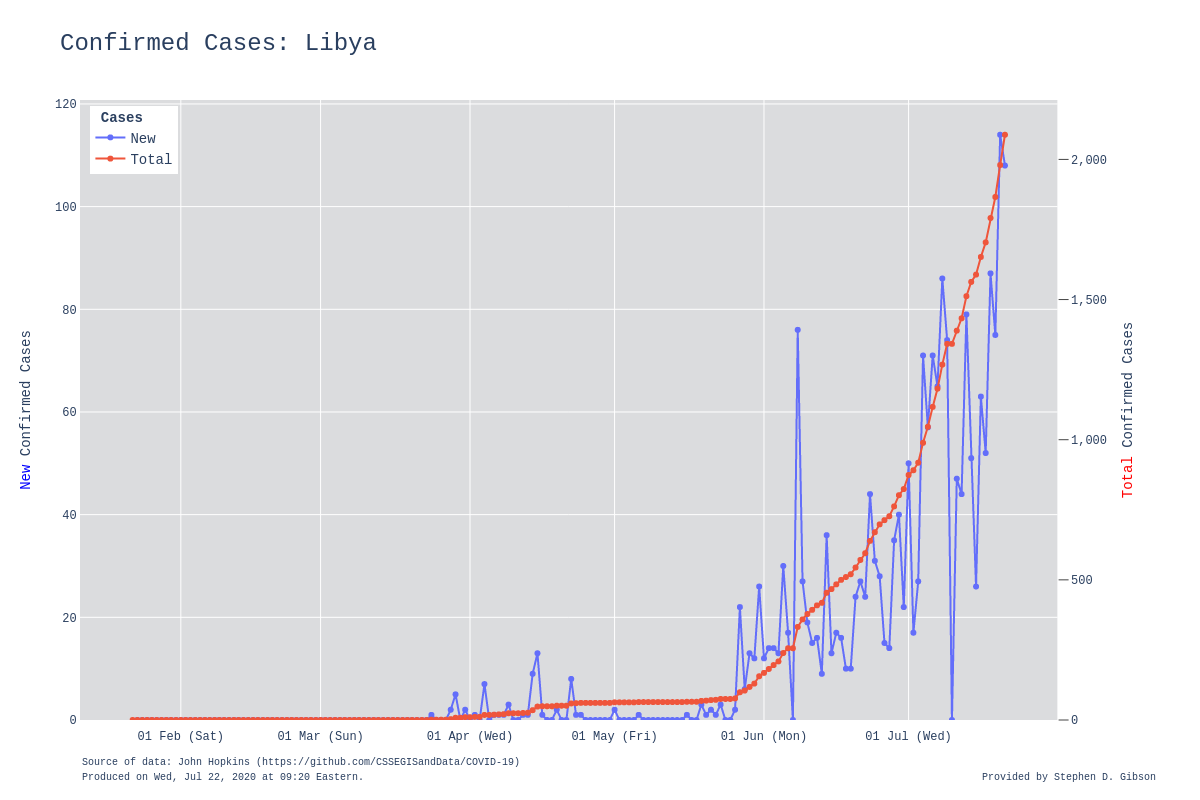 Confirmed Cases: Libya
Cases
New
Total
120
100
80
60
40
20
0
2,000
1,500
1,000
500
0
New Confirmed Cases
Total Confirmed Cases
01 Feb (Sat)
01 Mar (Sun)
01 Apr (Wed)
01 May (Fri)
01 Jun (Mon)
01 Jul (Wed)
Source of data: John Hopkins (https://github.com/CSSEGISandData/COVID-19)
Produced on Wed, Jul 22, 2020 at 09:20 Eastern.
Provided by Stephen D. Gibson